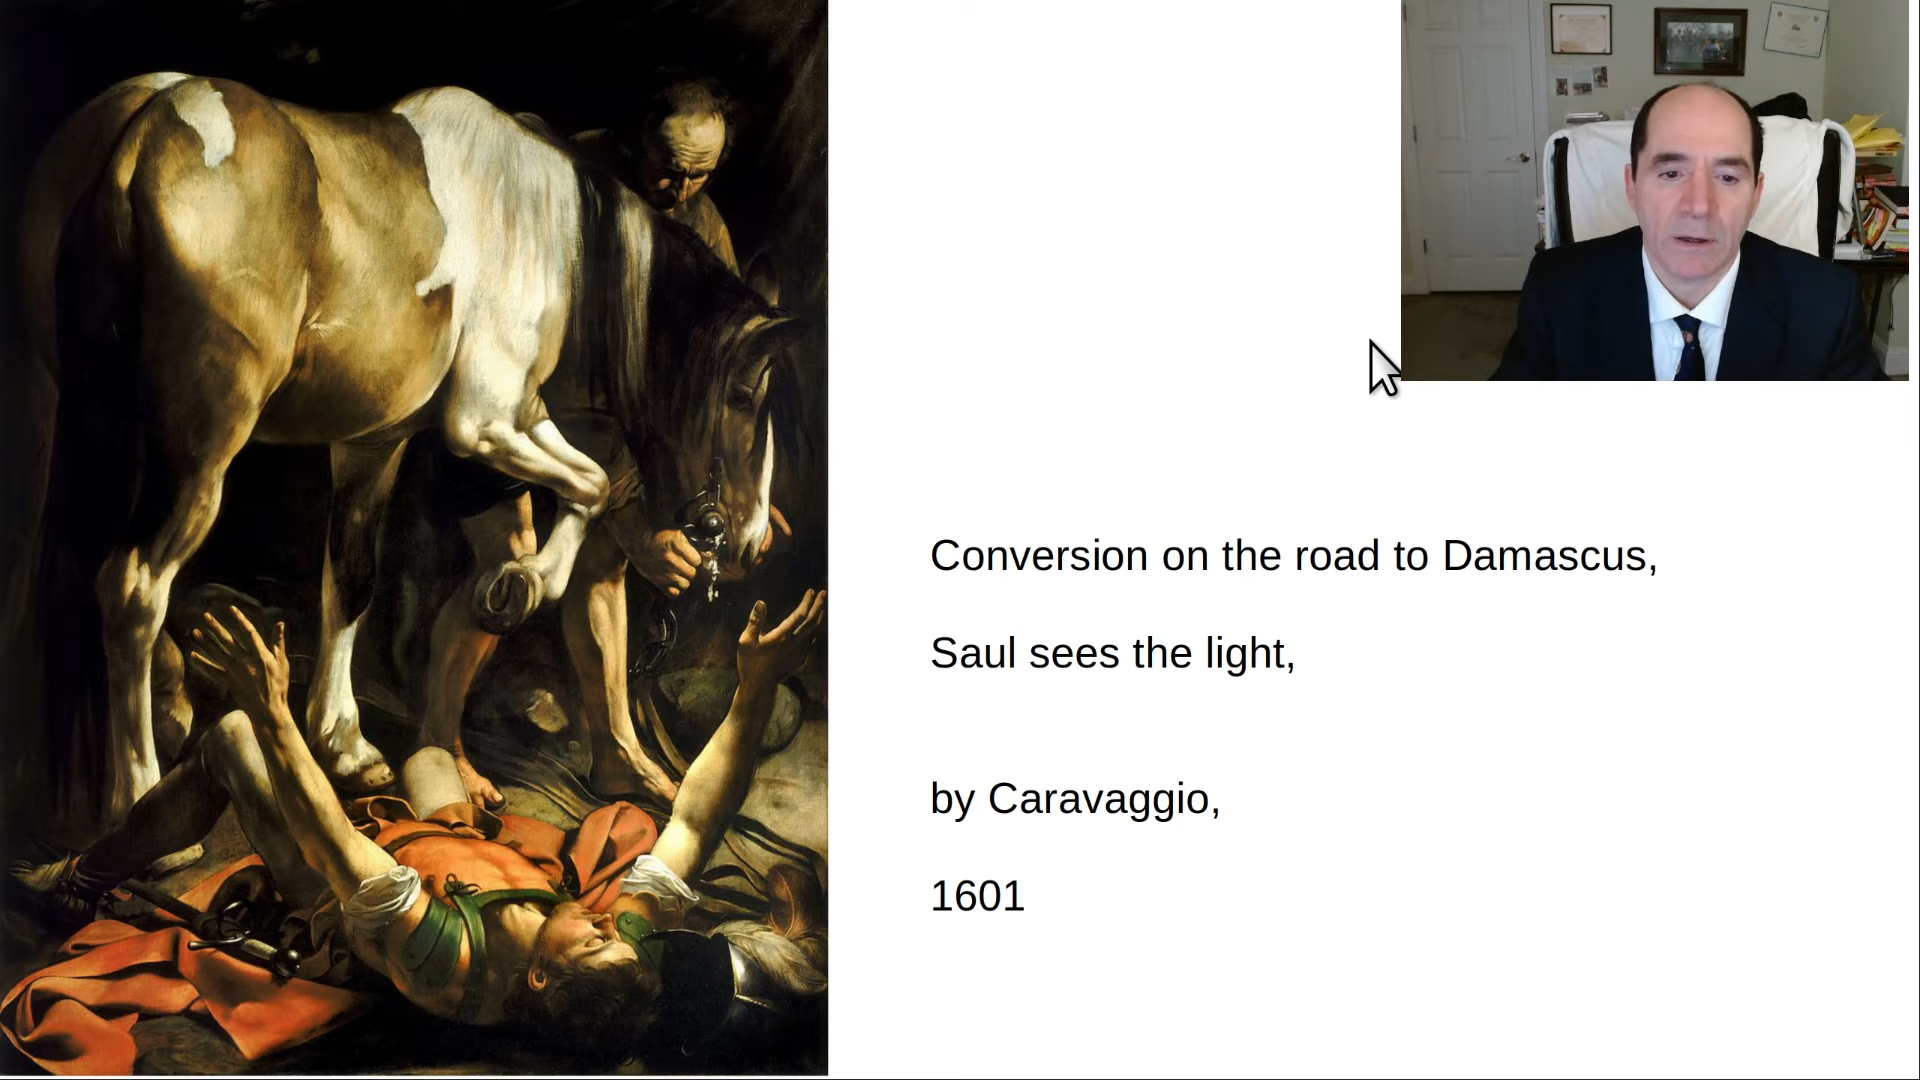 Conversion on the road to Damascus,
Saul sees the light,
by Caravaggio,
1601